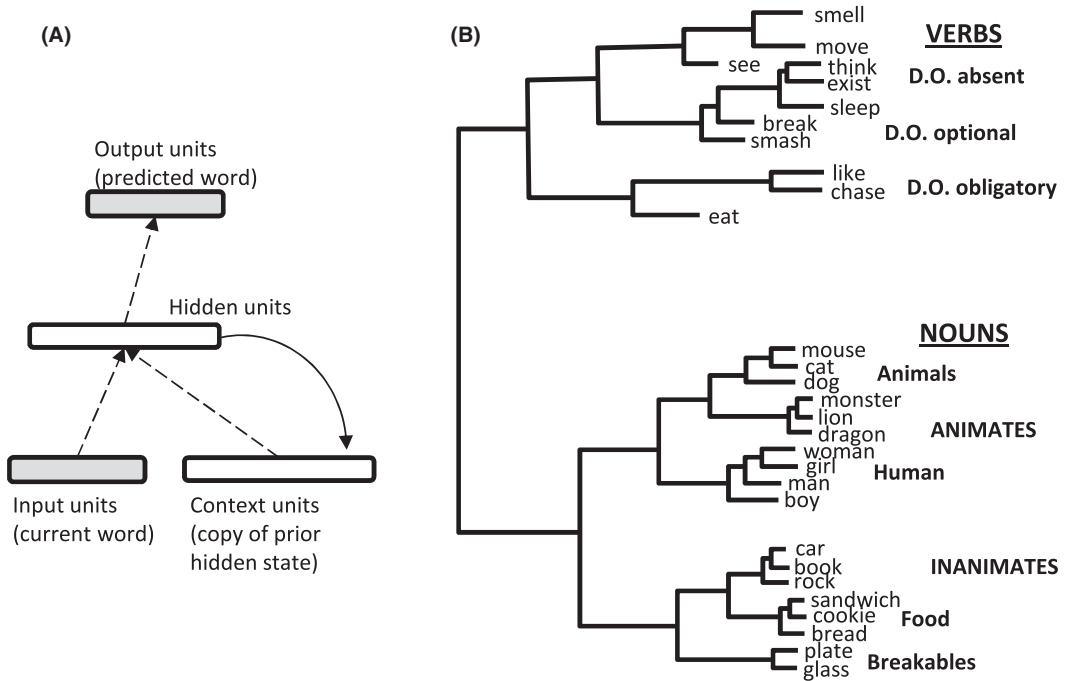 (A)
Output units
(predicted word)
Hidden units
Input units
(current word)
Context units
(copy of prior
hidden state)
(B)
smell
VERBS
move
see
think
D.O. absent
exist
sleep
break
D.O. optional
smash
like
D.O. obligatory
chase
eat
NOUNS
mouse
cat
Animals
dog
monster
lion
ANIMATES
dragon
woman
girl
Human
man
boy
car
book
INANIMATES
rock
sandwich
cookie
Food
bread
plate
Breakables
glass